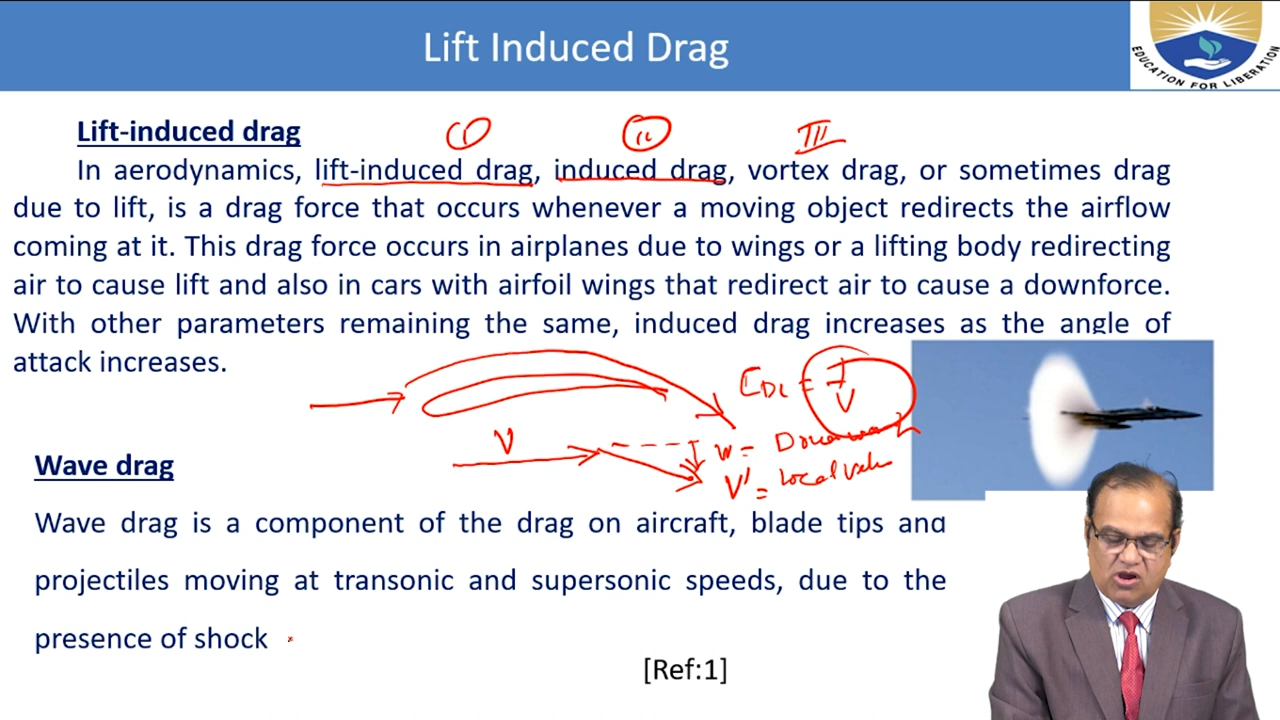 Lift Induced Drag
EDUCATION FOR LIBERATION
Lift-induced drag
(I) (II) III
In aerodynamics, lift-induced drag, induced drag, vortex drag, or sometimes drag
due to lift, is a drag force that occurs whenever a moving object redirects the airflow
coming at it. This drag force occurs in airplanes due to wings or a lifting body redirecting
air to cause lift and also in cars with airfoil wings that redirect air to cause a downforce.
With other parameters remaining the same, induced drag increases as the angle of
attack increases.
V
w = Downwash
V' = Local Velo
Wave drag
Wave drag is a component of the drag on aircraft, blade tips and
projectiles moving at transonic and supersonic speeds, due to the
presence of shock
[Ref:1]